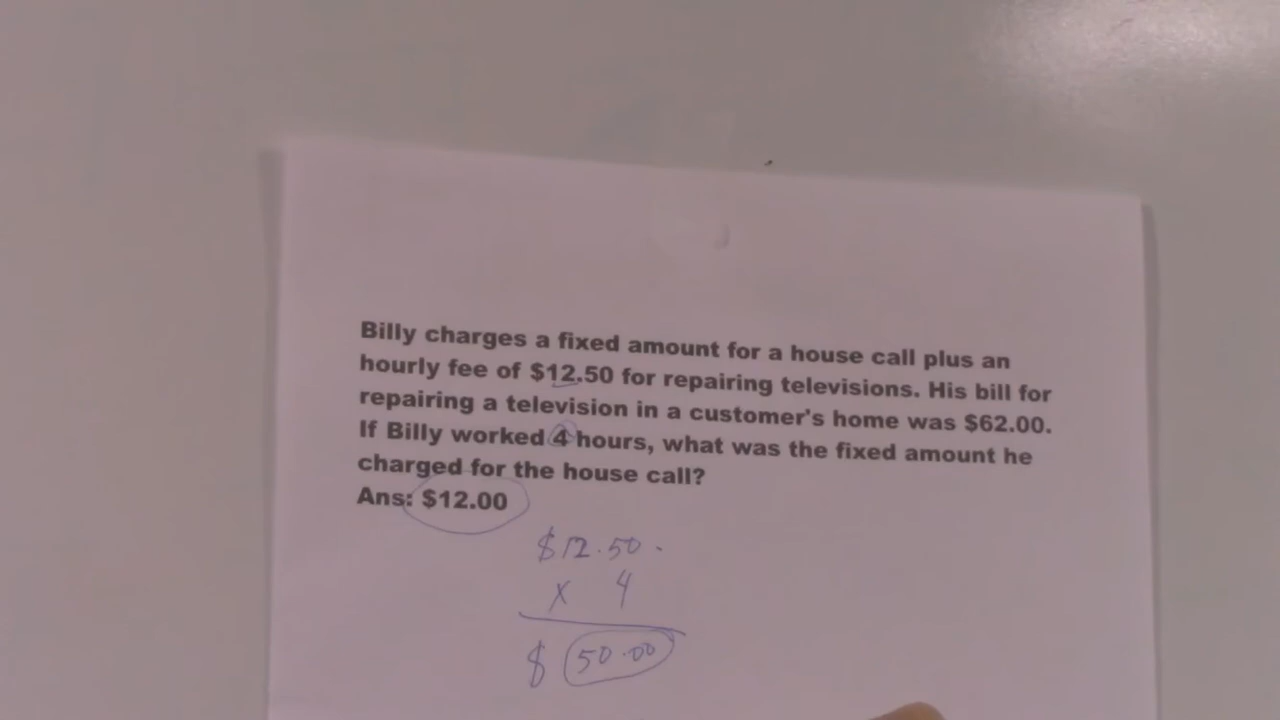 Billy charges a fixed amount for a house call plus an
hourly fee of $12.50 for repairing televisions. His bill for
repairing a television in a customer's home was $62.00.
If Billy worked 4 hours, what was the fixed amount he
charged for the house call?
Ans: $12.00
$12.50
x 4
$ 50.00